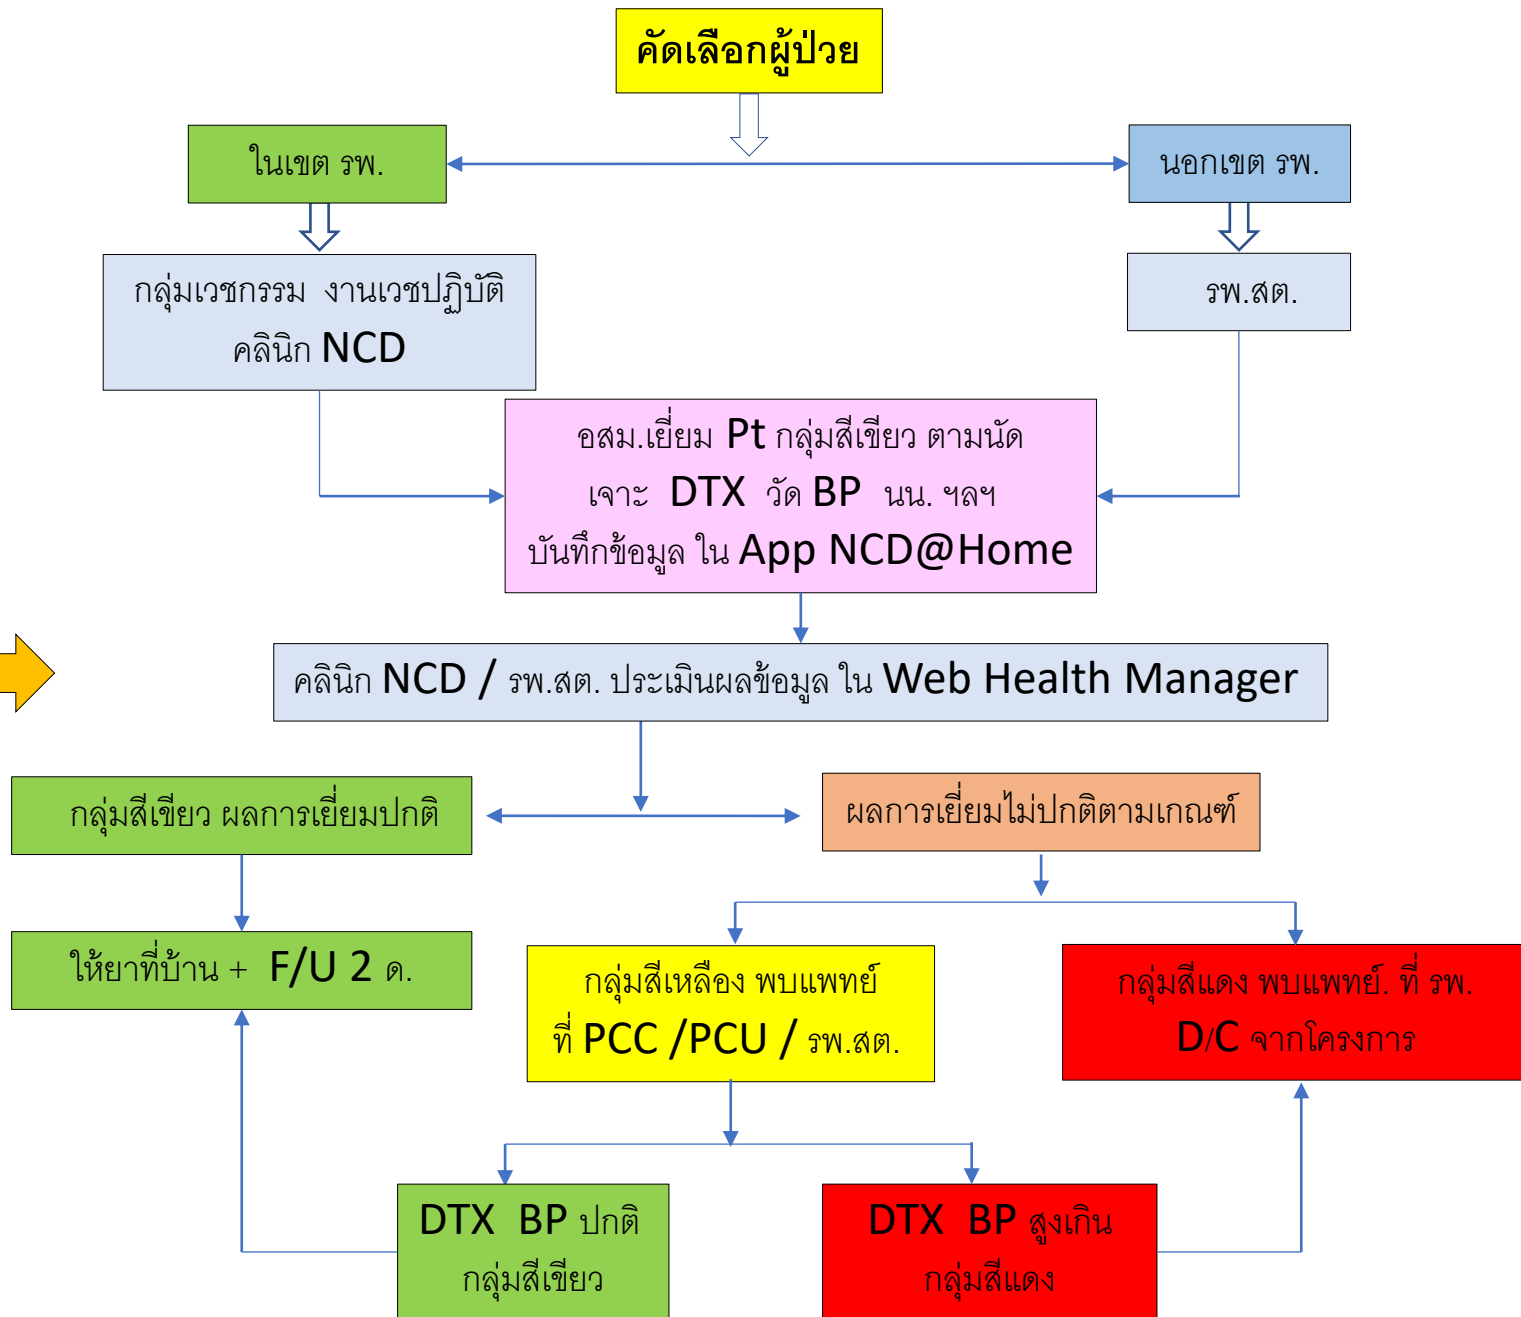 คัดเลือกผู้ป่วย
ในเขต รพ.
นอกเขต รพ.
กลุ่มเวชกรรม งานเวชปฏิบัติ
คลินิก NCD
รพ.สต.
อสม.เยี่ยม Pt กลุ่มสีเขียว ตามนัด
เจาะ DTX วัด BP นน. ฯลฯ
บันทึกข้อมูล ใน App NCD@Home
คลินิก NCD / รพ.สต. ประเมินผลข้อมูล ใน Web Health Manager
กลุ่มสีเขียว ผลการเยี่ยมปกติ
ผลการเยี่ยมไม่ปกติตามเกณฑ์
ให้ยาที่บ้าน + F/U 2 ด.
กลุ่มสีเหลือง พบแพทย์
ที่ PCC /PCU / รพ.สต.
กลุ่มสีแดง พบแพทย์. ที่ รพ.
D/C จากโครงการ
DTX BP ปกติ
กลุ่มสีเขียว
DTX BP สูงเกิน
กลุ่มสีแดง